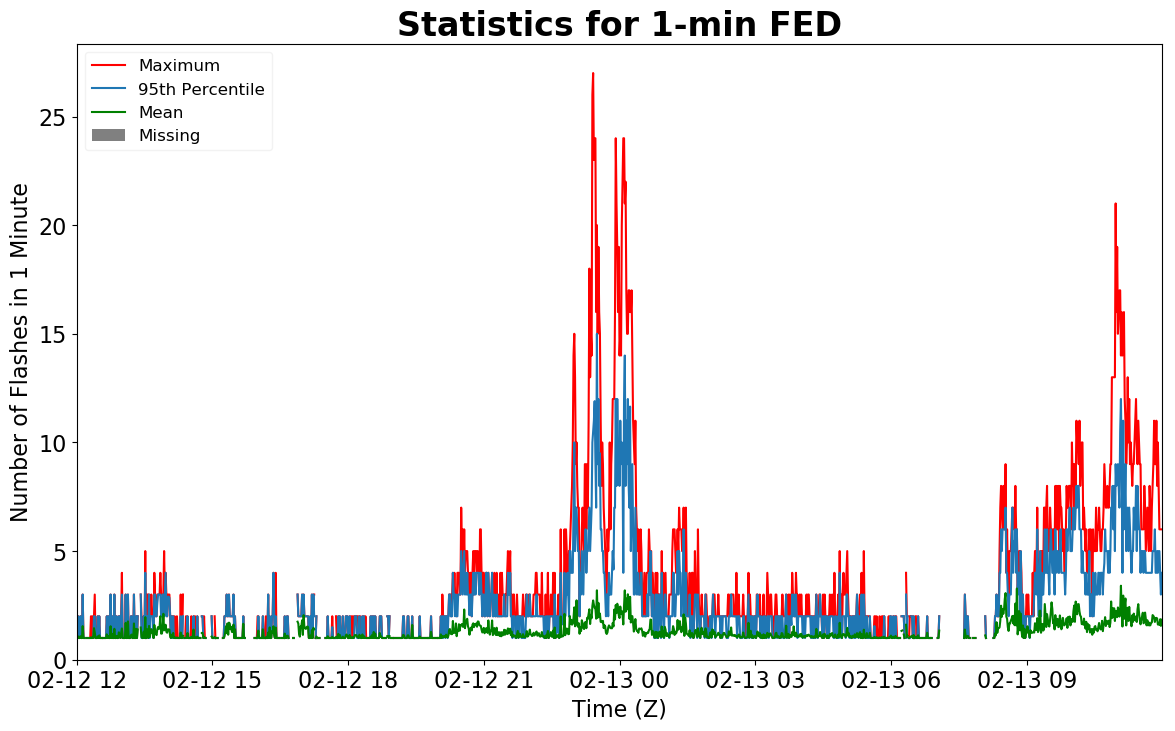 Statistics for 1-min FED
Maximum
95th Percentile
Mean
Missing
Number of Flashes in 1 Minute
25
20
15
10
5
0
02-12 12 02-12 15 02-12 18 02-12 21 02-13 00 02-13 03 02-13 06 02-13 09
Time (Z)